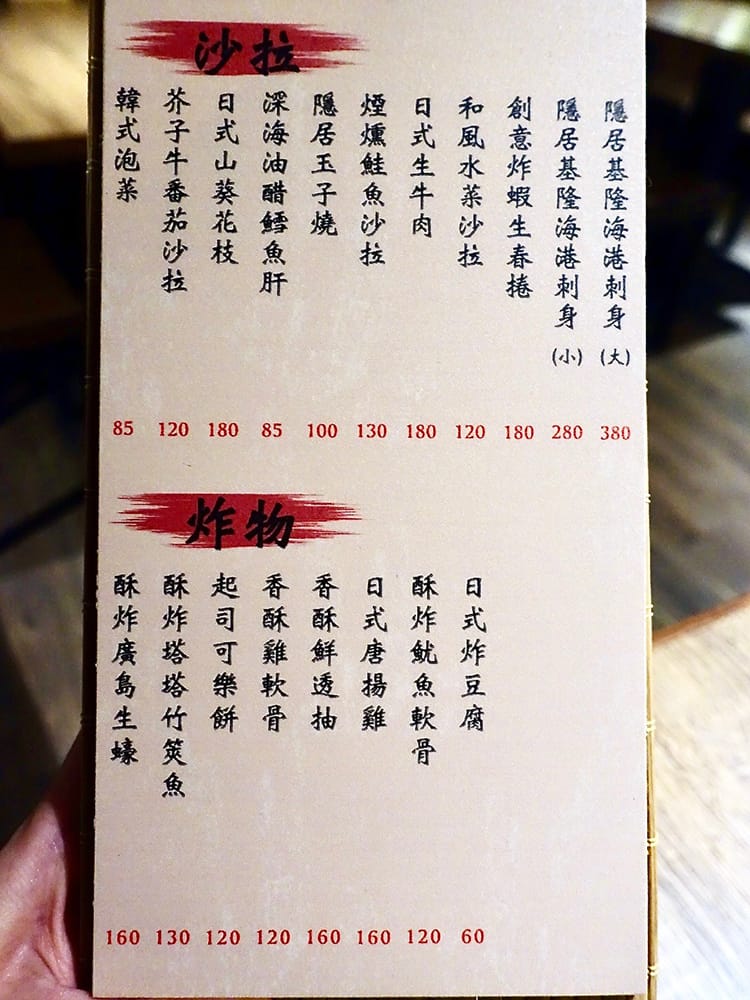 沙拉
隱居基隆海港刺身(大)
380
隱居基隆海港刺身(小)
280
創意炸蝦生春捲
180
和風水菜沙拉
120
日式生牛肉
180
煙燻鮭魚沙拉
130
隱居玉子燒
100
深海油醋鱈魚肝
85
日式山葵花枝
180
芥子牛番茄沙拉
120
韓式泡菜
85
炸物
日式炸豆腐
60
酥炸魷魚軟骨
120
日式唐揚雞
160
香酥鮮透抽
160
香酥雞軟骨
120
起司可樂餅
120
酥炸塔塔竹筴魚
130
酥炸廣島生蠔
160